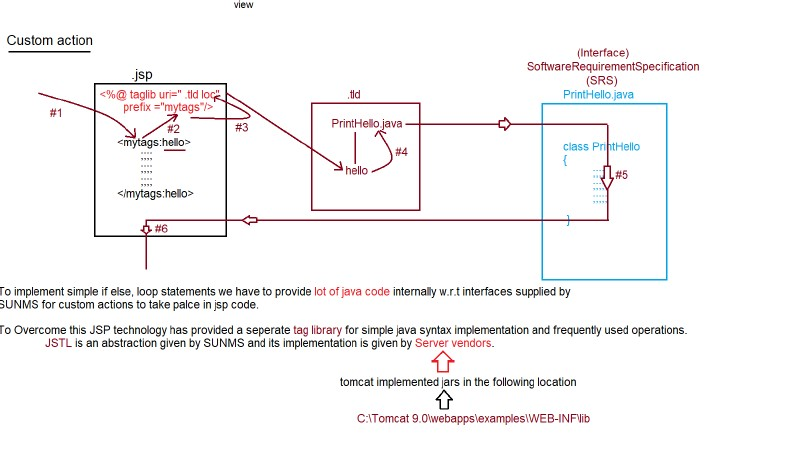 view
Custom action
(Interface)
SoftwareRequirementSpecification
(SRS)
.jsp
.tld
PrintHello.java
<%@ taglib uri=" .tld loc"
prefix ="mytags"/>
#1
#2
#3
<mytags:hello>
;;;;
;;;;
;;;;
;;;;
</mytags:hello>
#6
PrintHello.java
#4
hello
class PrintHello
{
;;;;;
;;;;;
;;;;;
#5
}
To implement simple if else, loop statements we have to provide lot of java code internally w.r.t interfaces supplied by
SUNMS for custom actions to take palce in jsp code.
To Overcome this JSP technology has provided a seperate tag library for simple java syntax implementation and frequently used operations.
JSTL is an abstraction given by SUNMS and its implementation is given by Server vendors.
tomcat implemented jars in the following location
C:\Tomcat 9.0\webapps\examples\WEB-INF\lib